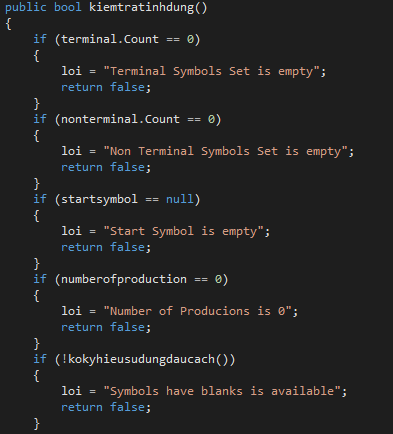 public bool kiemtratinhdung()
{
if (terminal.Count == 0)
{
loi = "Terminal Symbols Set is empty";
return false;
}
if (nonterminal.Count == 0)
{
loi = "Non Terminal Symbols Set is empty";
return false;
}
if (startsymbol == null)
{
loi = "Start Symbol is empty";
return false;
}
if (numberofproduction == 0)
{
loi = "Number of Producions is 0";
return false;
}
if (!kokyhieusudungdaucach())
{
loi = "Symbols have blanks is available";
return false;
}